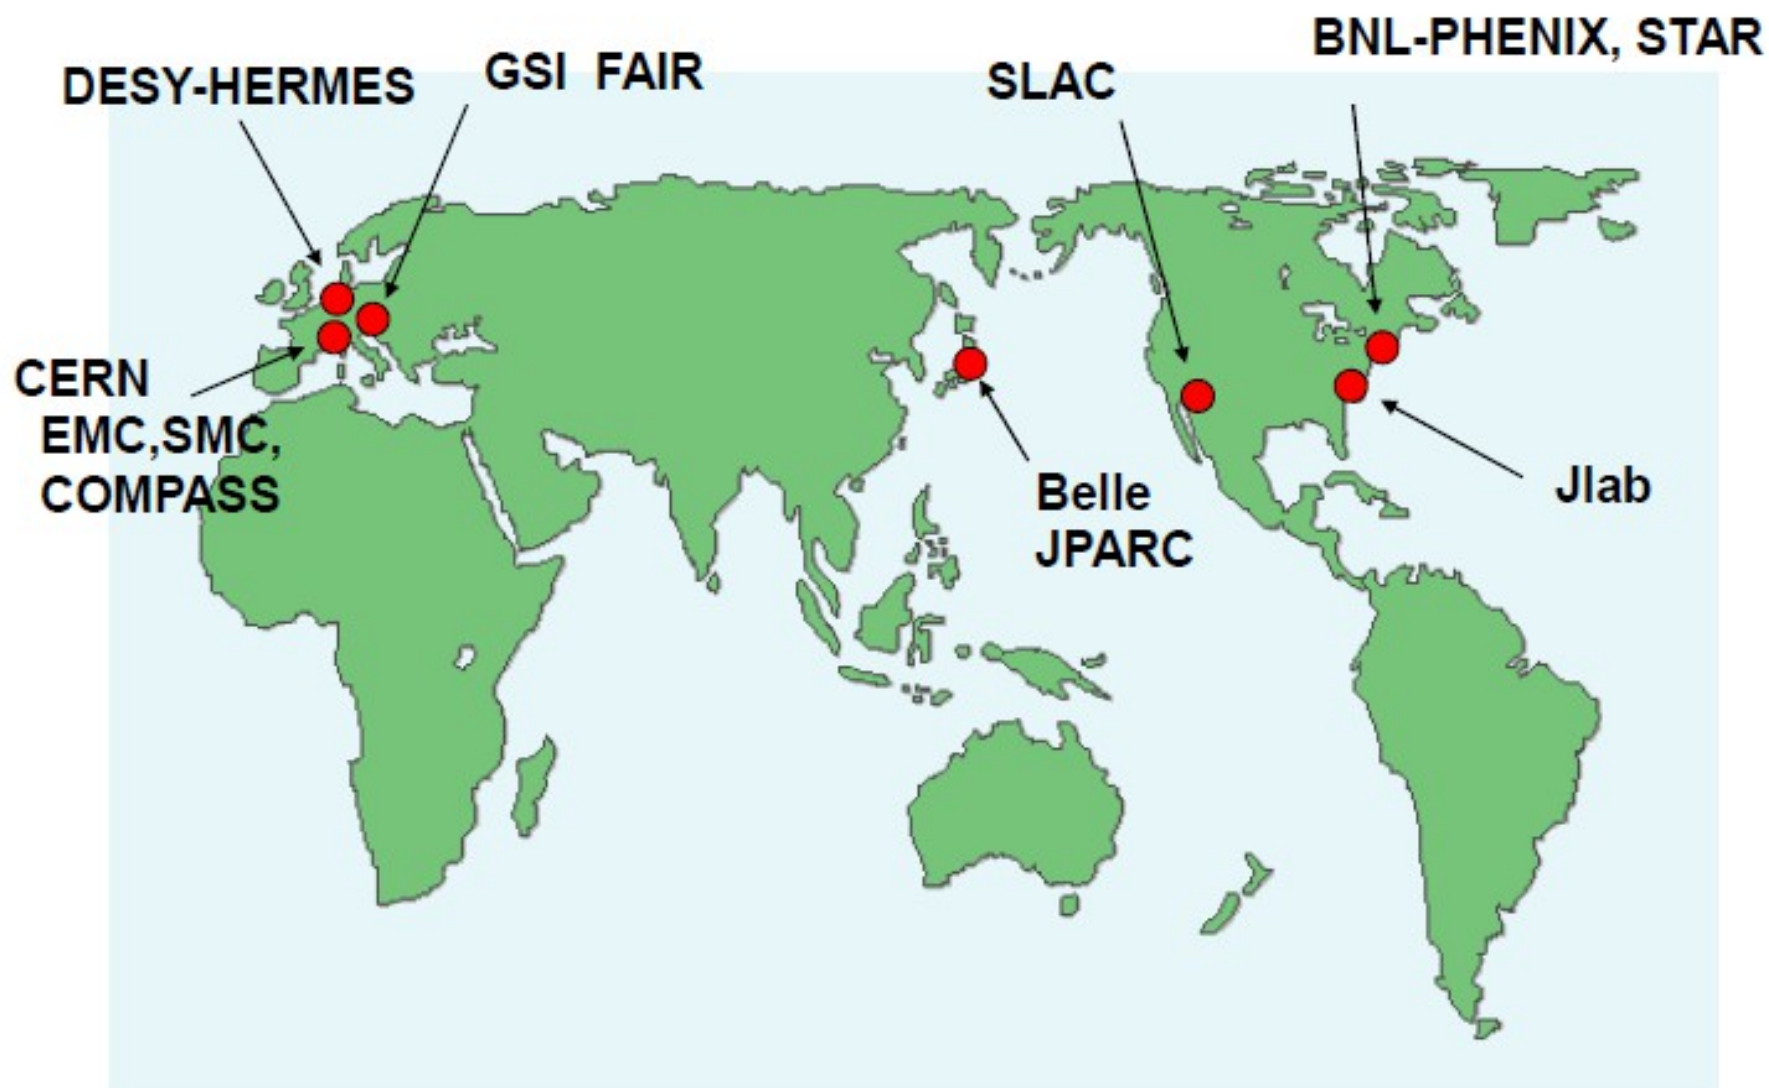 BNL-PHENIX, STAR
DESY-HERMES
GSI FAIR
SLAC
CERN
EMC,SMC,
COMPASS
Belle
JPARC
Jlab